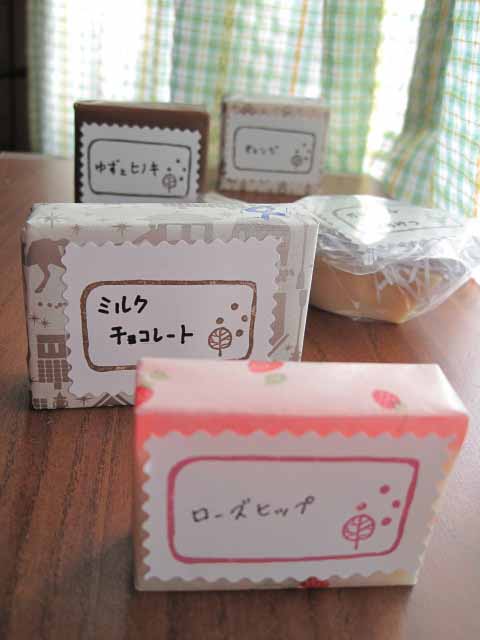 ゆずとヒノキ
オレンジ
ミルク
チョコレート
ローズヒップ